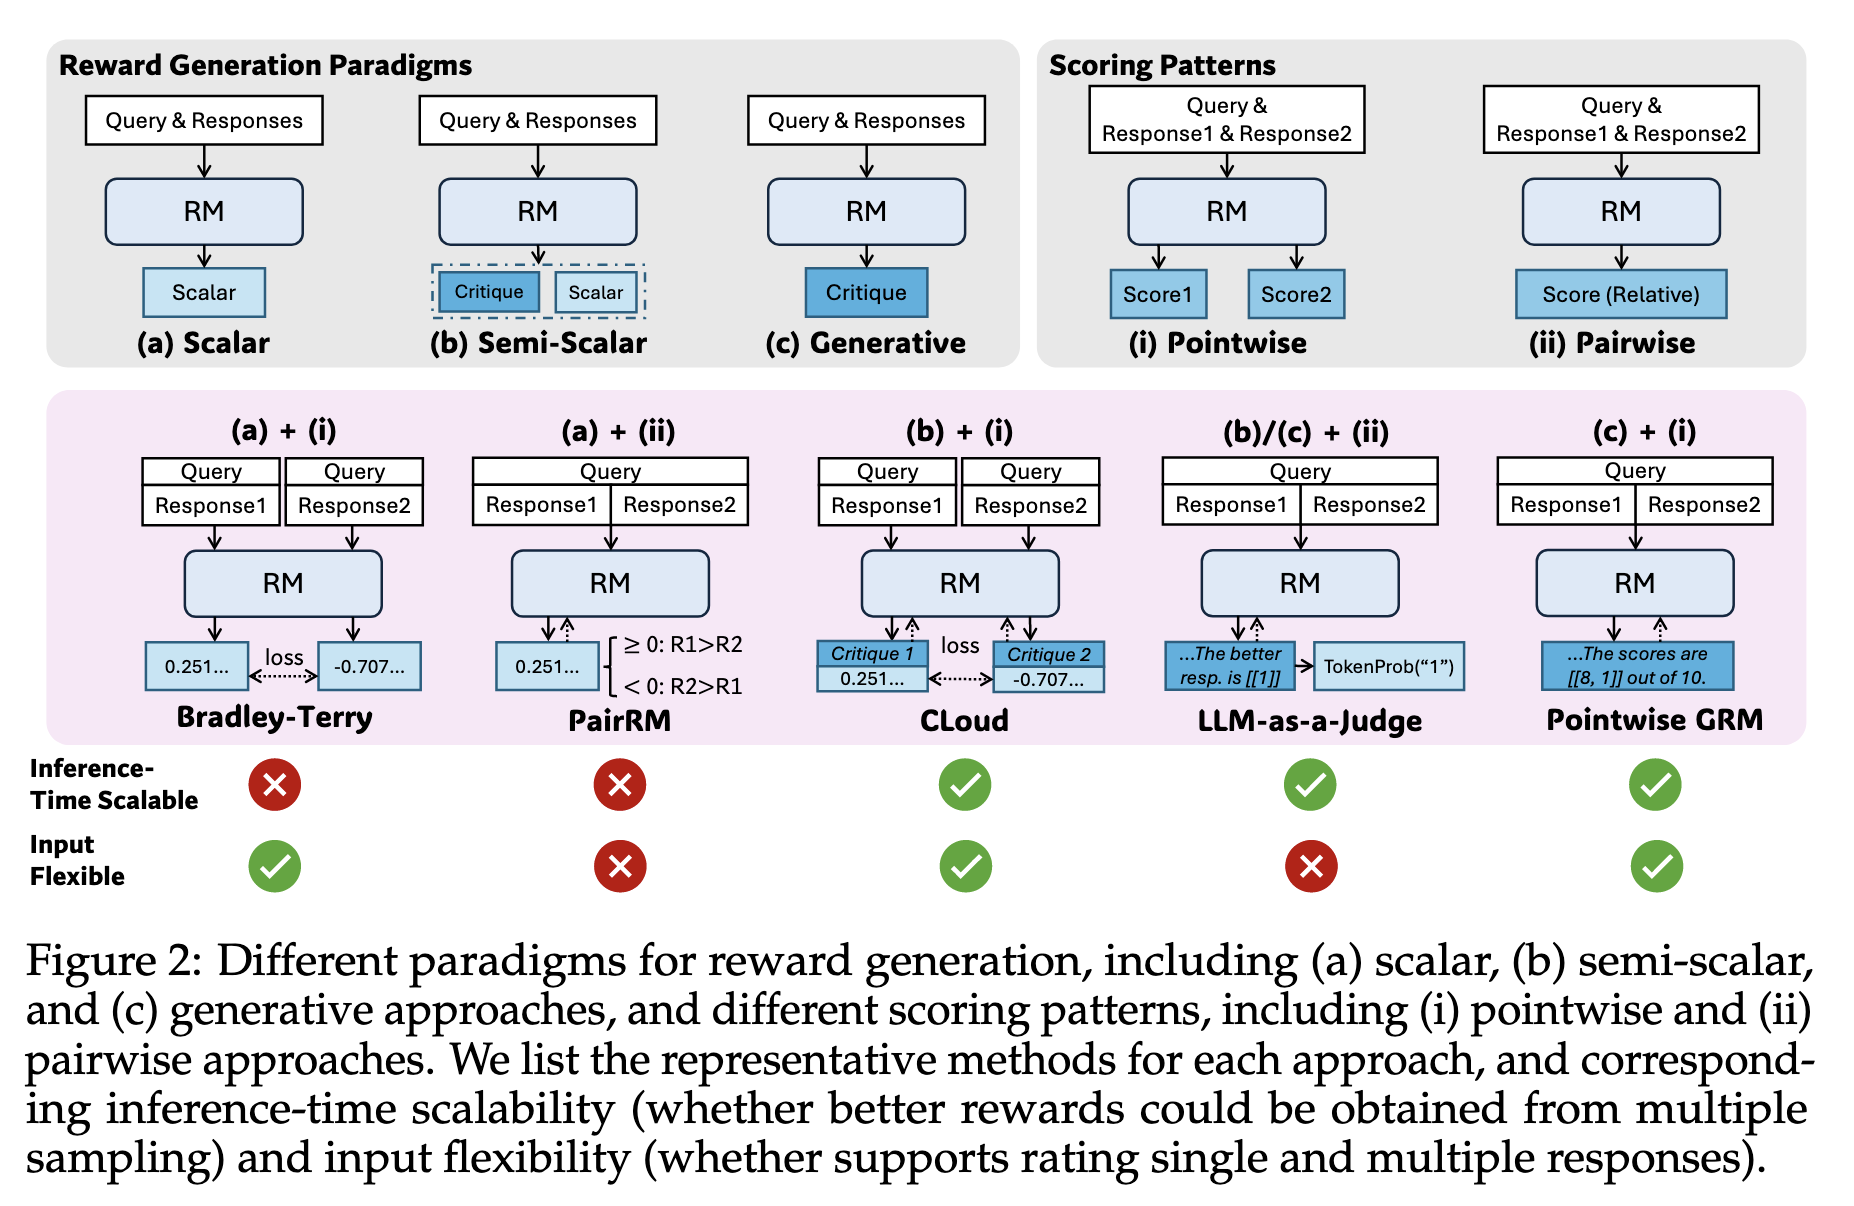 Reward Generation Paradigms
Query & Responses
RM
Scalar
(a) Scalar
Query & Responses
RM
Critique
Scalar
(b) Semi-Scalar
Query & Responses
RM
Critique
(c) Generative
Scoring Patterns
Query &
Response1 & Response2
RM
Score1
Score2
(i) Pointwise
Query &
Response1 & Response2
RM
Score (Relative)
(ii) Pairwise
(a) + (i)
Query
Query
Response1
Response2
RM
0.251...
loss
-0.707...
Bradley-Terry
(a) + (ii)
Query
Response1
Response2
RM
0.251...
≥ 0: R1>R2
< 0: R2>R1
PairRM
(b) + (i)
Query
Query
Response1
Response2
RM
Critique 1
loss
Critique 2
0.251...
-0.707...
CLoud
(b)/(c) + (ii)
Query
Response1
Response2
RM
...The better
resp. is [[1]]
TokenProb(“1”)
LLM-as-a-Judge
(c) + (i)
Query
Response1
Response2
RM
...The scores are
[[8, 1]] out of 10.
Pointwise GRM
Inference-
Time Scalable
Input
Flexible
Figure 2: Different paradigms for reward generation, including (a) scalar, (b) semi-scalar,
and (c) generative approaches, and different scoring patterns, including (i) pointwise and (ii)
pairwise approaches. We list the representative methods for each approach, and correspond-
ing inference-time scalability (whether better rewards could be obtained from multiple
sampling) and input flexibility (whether supports rating single and multiple responses).